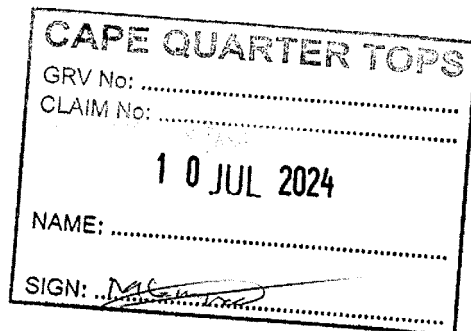 CAPE QUARTER TOPS
GRV No: ........................................
CLAIM No: ........................................
10 JUL 2024
NAME: ........................................
SIGN: ........................................